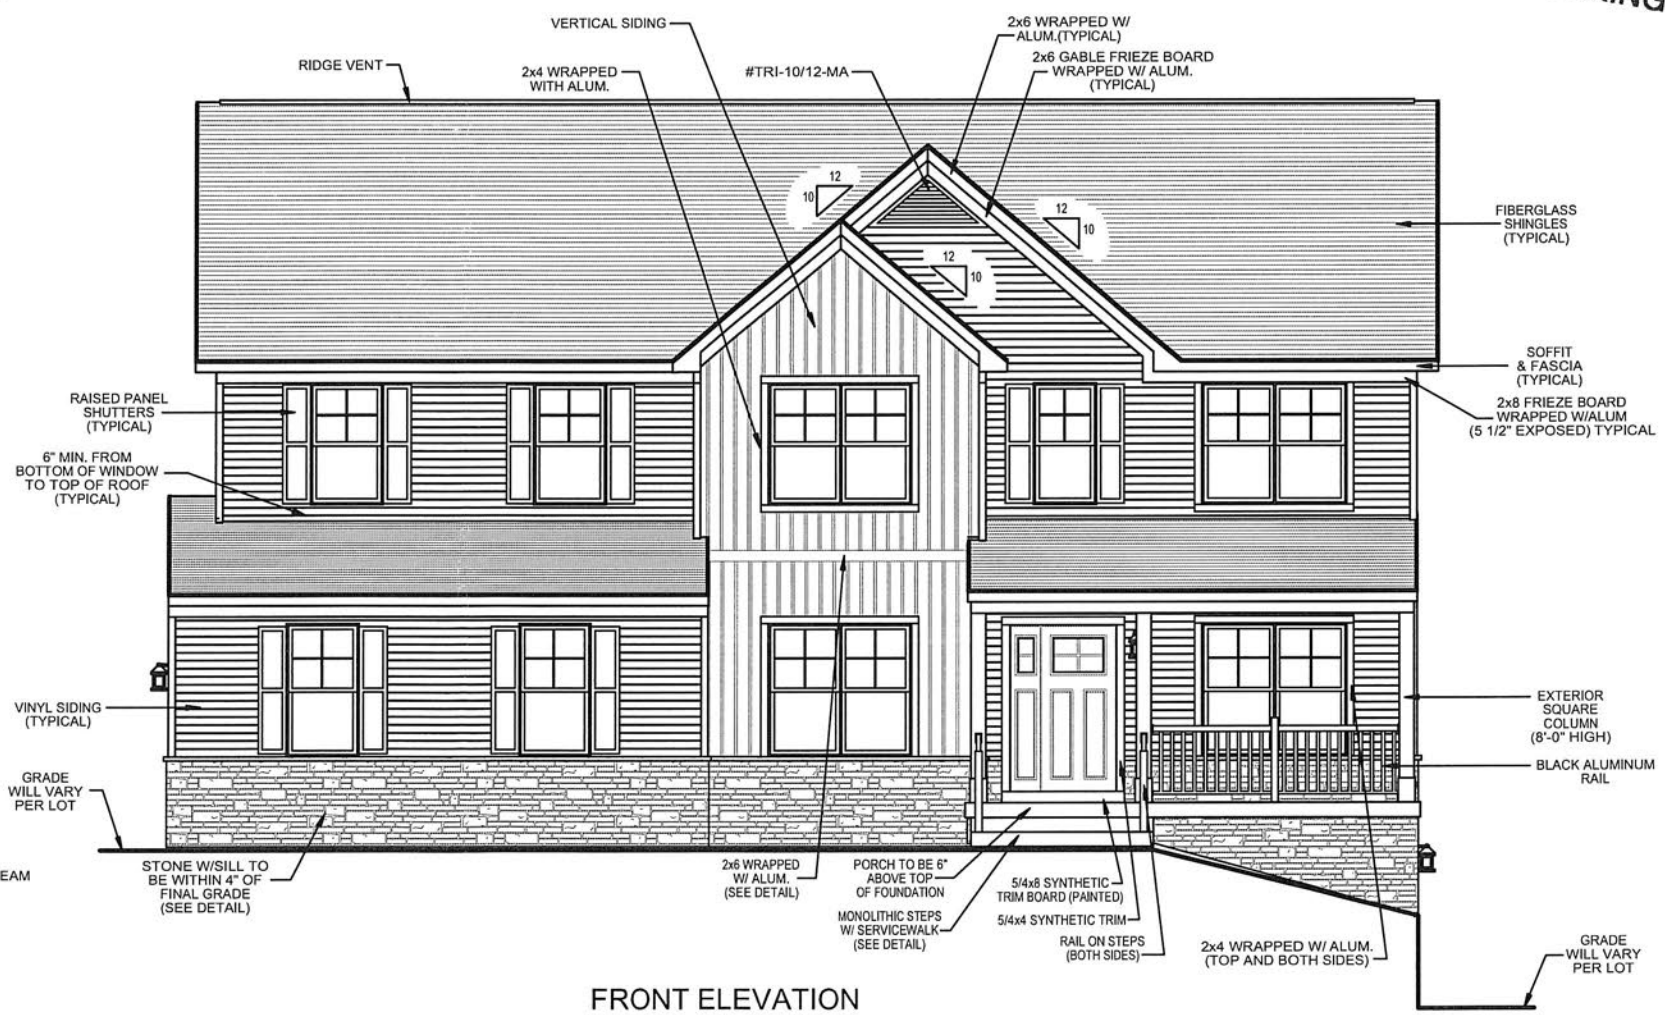 VERTICAL SIDING
2x6 WRAPPED W/
ALUM.(TYPICAL)
RIDGE VENT
2x4 WRAPPED
WITH ALUM.
#TRI-10/12-MA
2x6 GABLE FRIEZE BOARD
WRAPPED W/ ALUM.
(TYPICAL)
12
10
12
10
12
10
FIBERGLASS
SHINGLES
(TYPICAL)
SOFFIT
& FASCIA
(TYPICAL)
2x8 FRIEZE BOARD
WRAPPED W/ALUM
(5 1/2" EXPOSED) TYPICAL
RAISED PANEL
SHUTTERS
(TYPICAL)
6" MIN. FROM
BOTTOM OF WINDOW
TO TOP OF ROOF
(TYPICAL)
VINYL SIDING
(TYPICAL)
EXTERIOR
SQUARE
COLUMN
(8'-0" HIGH)
BLACK ALUMINUM
RAIL
GRADE
WILL VARY
PER LOT
EAM
STONE W/SILL TO
BE WITHIN 4" OF
FINAL GRADE
(SEE DETAIL)
2x6 WRAPPED
W/ ALUM.
(SEE DETAIL)
PORCH TO BE 6"
ABOVE TOP
OF FOUNDATION
MONOLITHIC STEPS
W/ SERVICEWALK
(SEE DETAIL)
5/4x8 SYNTHETIC
TRIM BOARD (PAINTED)
5/4x4 SYNTHETIC TRIM
RAIL ON STEPS
(BOTH SIDES)
2x4 WRAPPED W/ ALUM.
(TOP AND BOTH SIDES)
GRADE
WILL VARY
PER LOT
FRONT ELEVATION